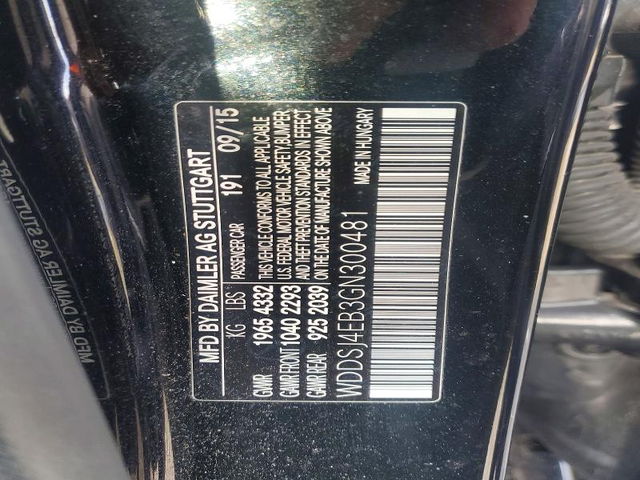 MFD BY DAIMLER AG STUTTGART
KG LBS PASSENGER CAR 191 09/15
GVWR 1965 4332 THIS VEHICLE CONFORMS TO ALL APPLICABLE
GAWR FRONT 1040 2293 U.S. FEDERAL MOTOR VEHICLE SAFETY, BUMPER,
GAWR REAR 925 2039 AND THEFT PREVENTION STANDARDS IN EFFECT
ON THE DATE OF MANUFACTURE SHOWN ABOVE
WDDSJ4EB3GN300481 MADE IN HUNGARY
MFD BY DAIMLER AG STUTTGART